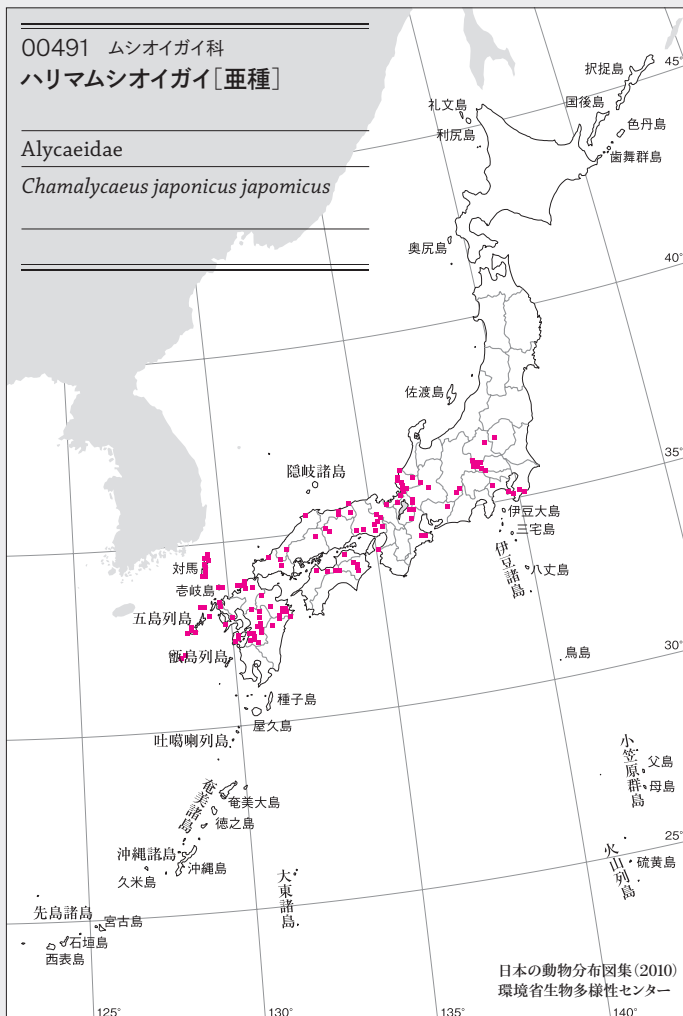 00491 ムシオイガイ科
ハリマムシオイガイ[亜種]
Alycaeidae
Chamalycaeus japonicus japomicus
45°
択捉島
国後島
礼文島
色丹島
利尻島
歯舞群島
奥尻島
40°
佐渡島
35°
隠岐諸島
伊豆大島
三宅島
伊豆諸島
八丈島
対馬
壱岐島
五島列島
甑島列島
鳥島
30°
種子島
屋久島
吐噶喇列島
小笠原群島
父島
母島
奄美諸島
奄美大島
徳之島
25°
沖縄諸島
沖縄島
久米島
大東諸島
火山列島
硫黄島
先島諸島
宮古島
石垣島
西表島
日本の動物分布図集(2010)
環境省生物多様性センター
125°
130°
135°
140°